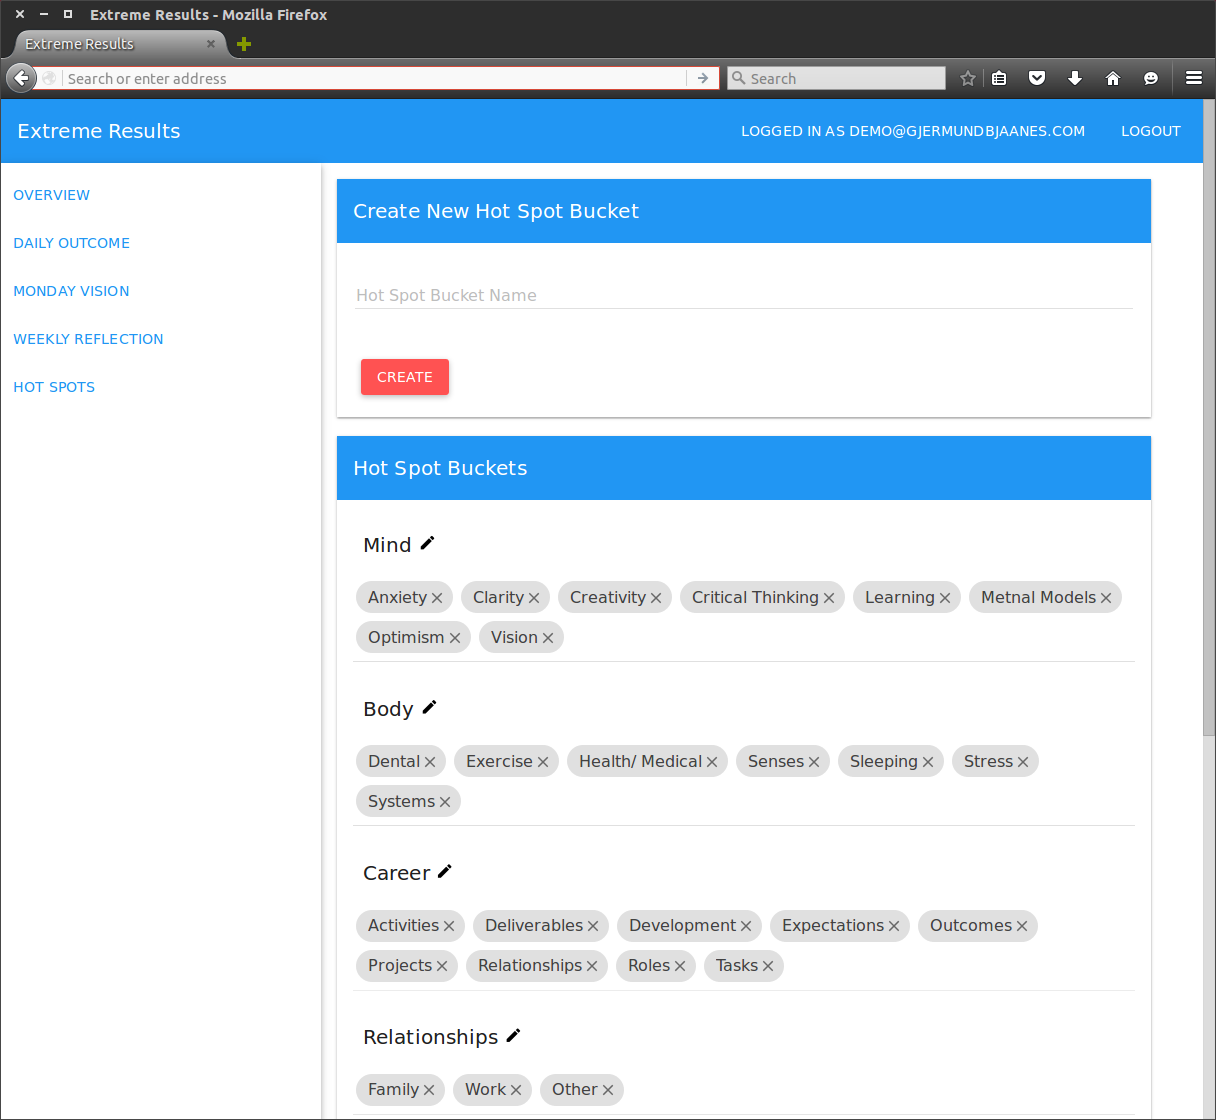 Extreme Results - Mozilla Firefox
Extreme Results
Search or enter address
Search
Extreme Results
LOGGED IN AS DEMO@GJERMUNDBJAANES.COM
LOGOUT
OVERVIEW
DAILY OUTCOME
MONDAY VISION
WEEKLY REFLECTION
HOT SPOTS
Create New Hot Spot Bucket
Hot Spot Bucket Name
CREATE
Hot Spot Buckets
Mind
Anxiety Clarity Creativity Critical Thinking Learning Metnal Models
Optimism Vision
Body
Dental Exercise Health/ Medical Senses Sleeping Stress
Systems
Career
Activities Deliverables Development Expectations Outcomes
Projects Relationships Roles Tasks
Relationships
Family Work Other